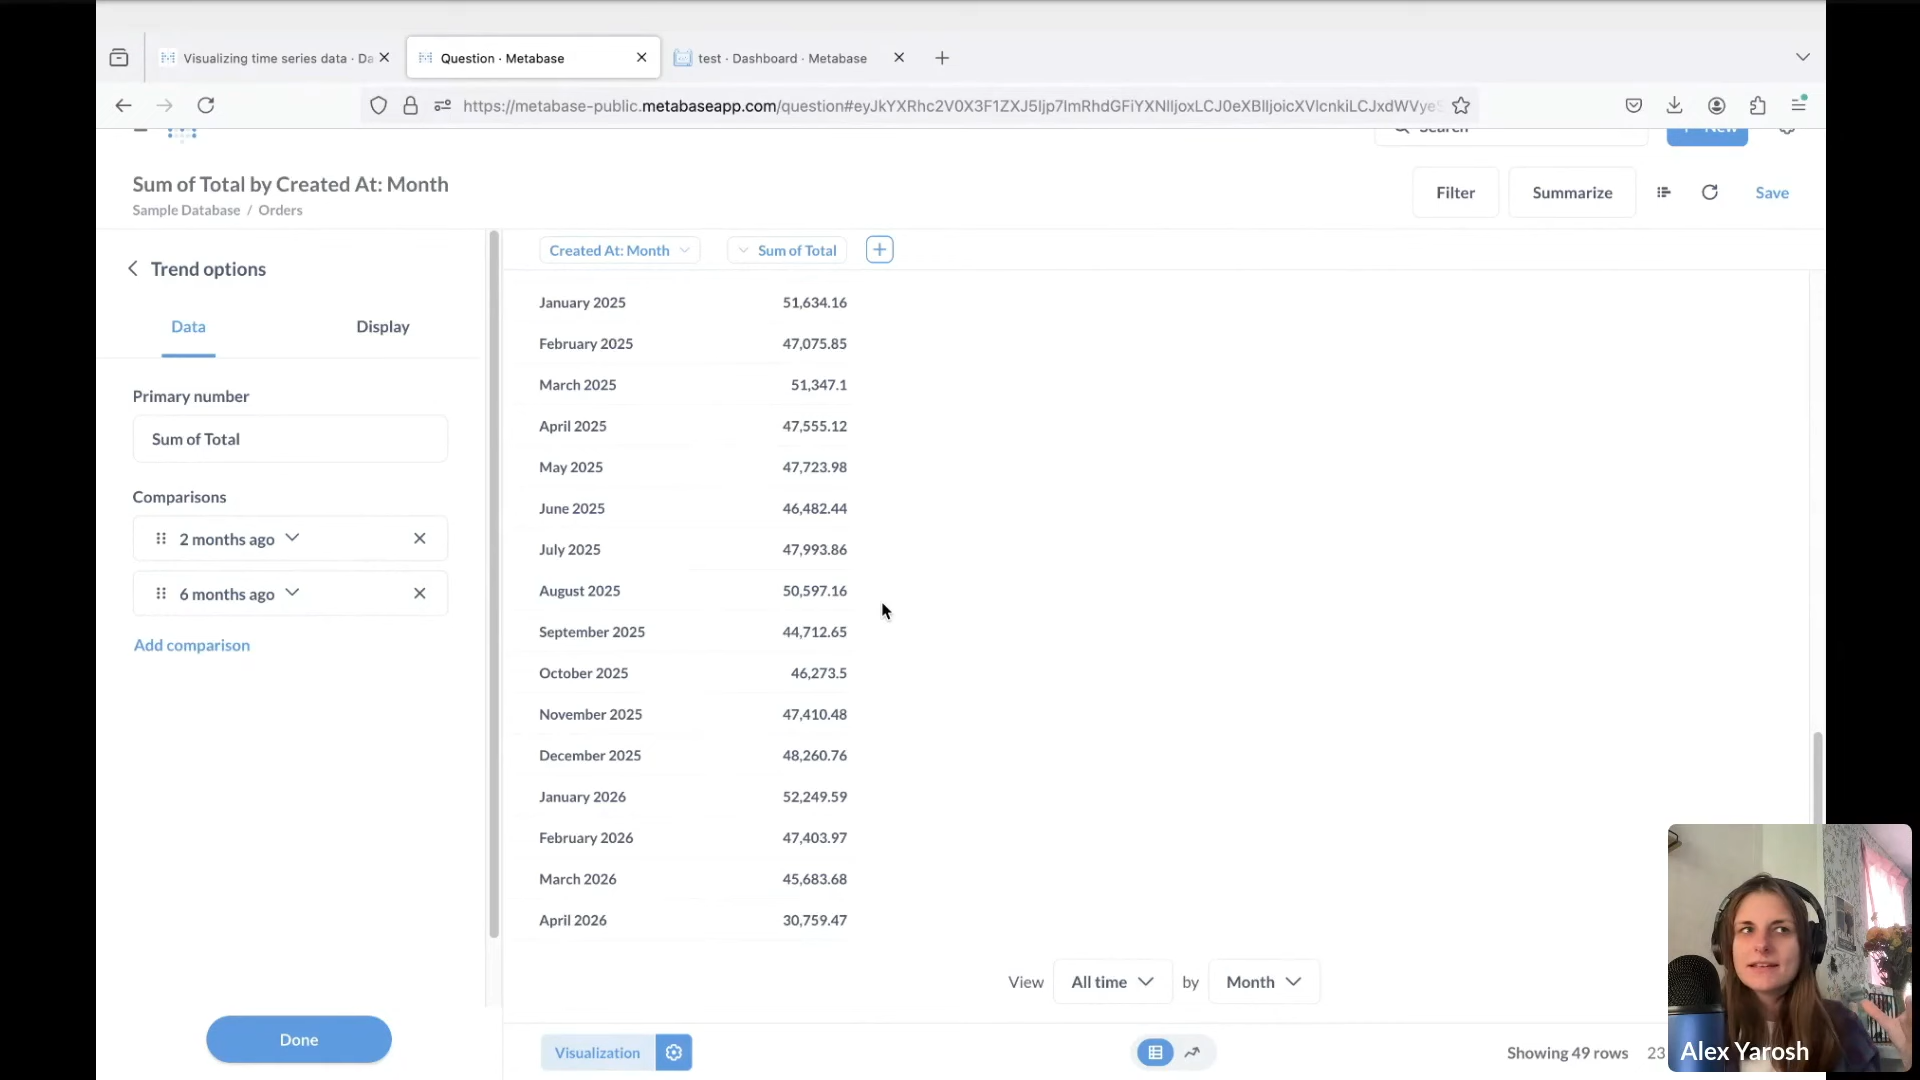 Visualizing time series data · Da
Question · Metabase
test · Dashboard · Metabase
https://metabase-public.metabaseapp.com/question#eyJkYXRhc2V0X3F1ZXJ5Ijp7ImRhdGFiYXNlIjoxLCJ0eXBlIjoicXVlcnkiLCJxdWVyeS
Search
+ New
Sum of Total by Created At: Month
Sample Database / Orders
Filter
Summarize
Save
Trend options
Data
Display
Primary number
Sum of Total
Comparisons
2 months ago
6 months ago
Add comparison
Done
Created At: Month
Sum of Total
January 2025 51,634.16
February 2025 47,075.85
March 2025 51,347.1
April 2025 47,555.12
May 2025 47,723.98
June 2025 46,482.44
July 2025 47,993.86
August 2025 50,597.16
September 2025 44,712.65
October 2025 46,273.5
November 2025 47,410.48
December 2025 48,260.76
January 2026 52,249.59
February 2026 47,403.97
March 2026 45,683.68
April 2026 30,759.47
View All time by Month
Visualization
Showing 49 rows 23
Alex Yarosh